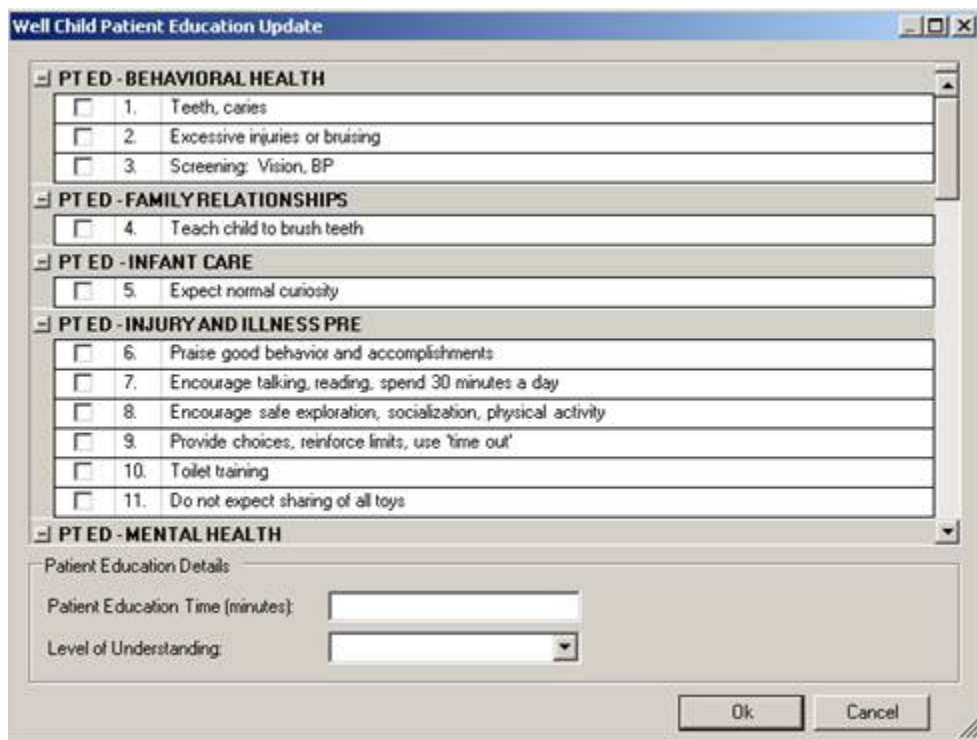 Well Child Patient Education Update
PT ED - BEHAVIORAL HEALTH
1. Teeth, caries
2. Excessive injuries or bruising
3. Screening: Vision, BP
PT ED - FAMILY RELATIONSHIPS
4. Teach child to brush teeth
PT ED - INFANT CARE
5. Expect normal curiosity
PT ED - INJURY AND ILLNESS PRE
6. Praise good behavior and accomplishments
7. Encourage talking, reading, spend 30 minutes a day
8. Encourage safe exploration, socialization, physical activity
9. Provide choices, reinforce limits, use 'time out'
10. Toilet training
11. Do not expect sharing of all toys
PT ED - MENTAL HEALTH
Patient Education Details
Patient Education Time (minutes):
Level of Understanding:
Ok Cancel